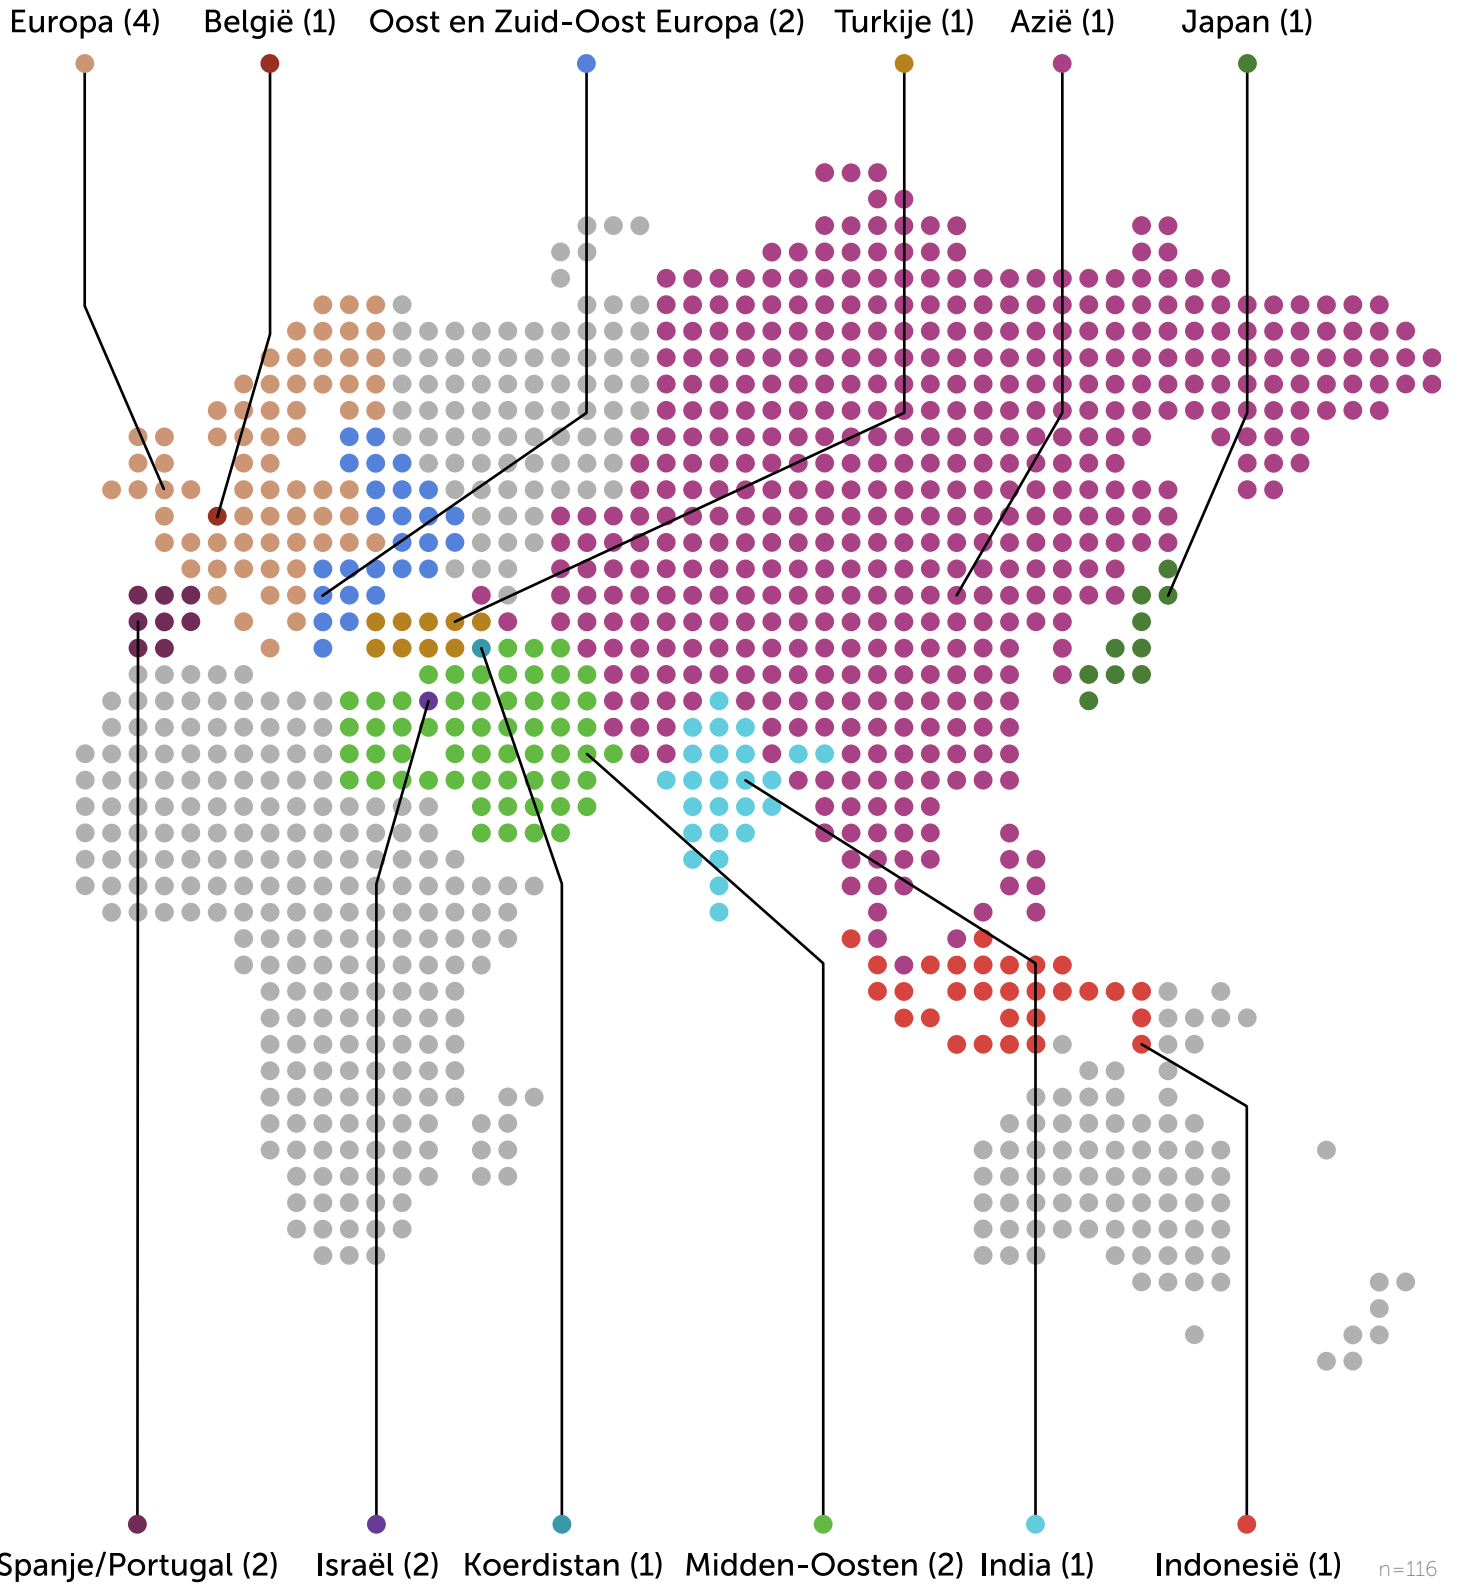 Europa (4) België (1) Oost en Zuid-Oost Europa (2) Turkije (1) Azië (1) Japan (1)
Spanje/Portugal (2) Israël (2) Koerdistan (1) Midden-Oosten (2) India (1) Indonesië (1) n=116